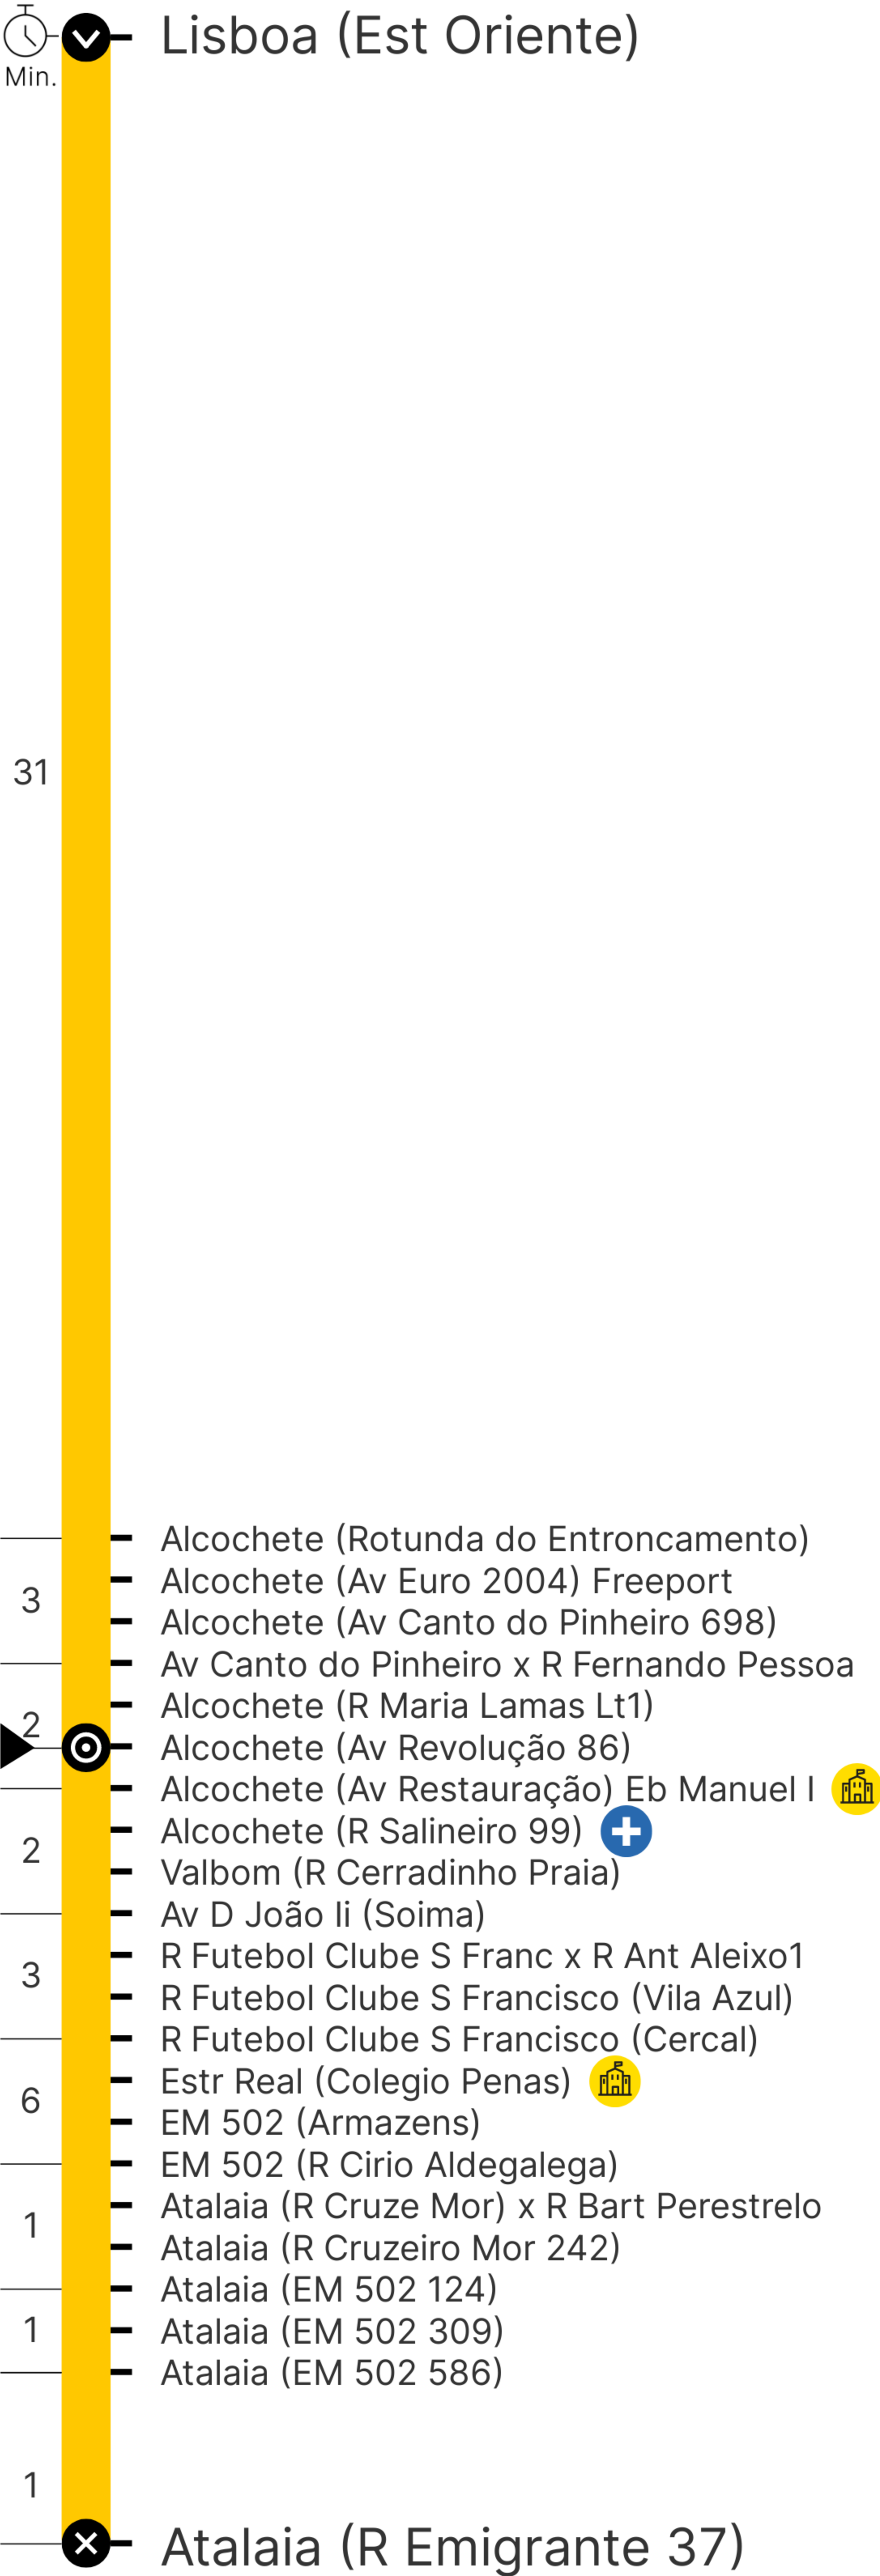 Lisboa (Est Oriente)
Min.
31
Alcochete (Rotunda do Entroncamento)
Alcochete (Av Euro 2004) Freeport
3
Alcochete (Av Canto do Pinheiro 698)
Av Canto do Pinheiro x R Fernando Pessoa
Alcochete (R Maria Lamas Lt1)
2
Alcochete (Av Revolução 86)
Alcochete (Av Restauração) Eb Manuel I
Alcochete (R Salineiro 99)
2
Valbom (R Cerradinho Praia)
Av D João Ii (Soima)
R Futebol Clube S Franc x R Ant Aleixo1
3
R Futebol Clube S Francisco (Vila Azul)
R Futebol Clube S Francisco (Cercal)
Estr Real (Colegio Penas)
6
EM 502 (Armazens)
EM 502 (R Cirio Aldegalega)
Atalaia (R Cruze Mor) x R Bart Perestrelo
1
Atalaia (R Cruzeiro Mor 242)
Atalaia (EM 502 124)
1
Atalaia (EM 502 309)
Atalaia (EM 502 586)
1
Atalaia (R Emigrante 37)